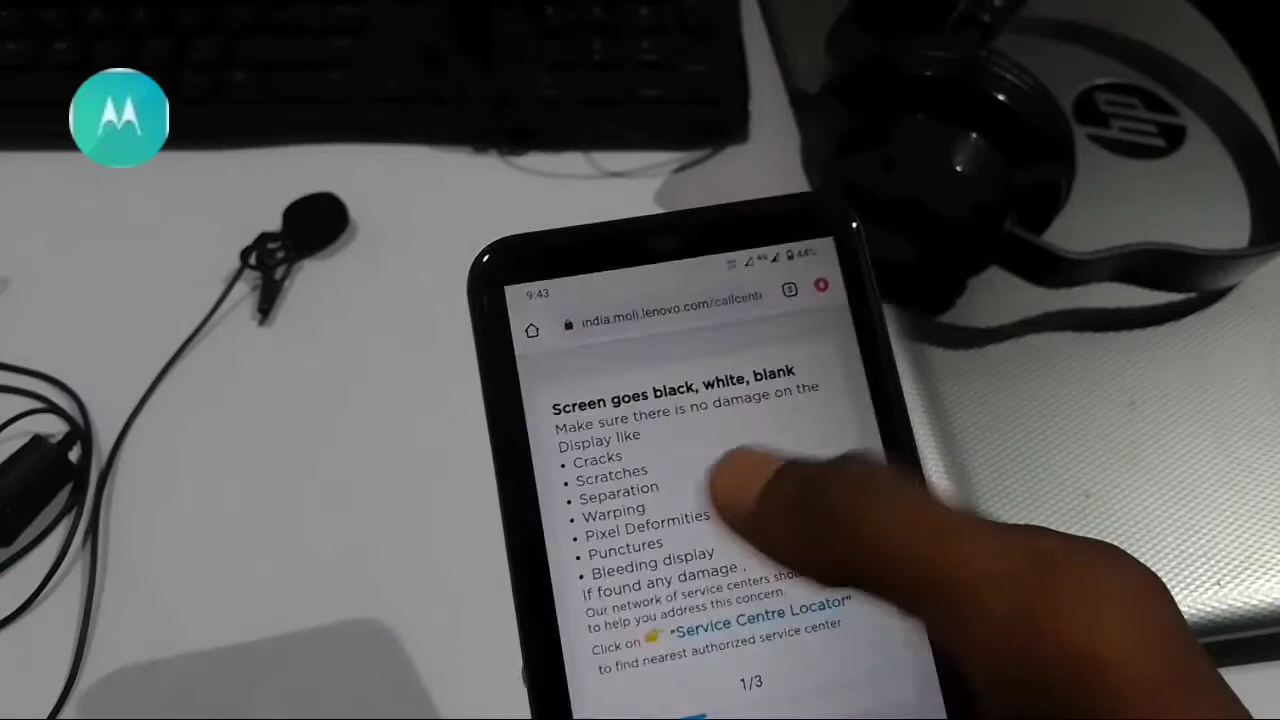 9:43
4G 44%
india.moli.lenovo.com/callcent
3
Screen goes black, white, blank
Make sure there is no damage on the
Display like
• Cracks
• Scratches
• Separation
• Warping
• Pixel Deformities
• Punctures
• Bleeding display
If found any damage ,
Our network of service centers
to help you address this concern
Click on 👉 "Service Centre Locator"
to find nearest authorized service center
1/3
hp